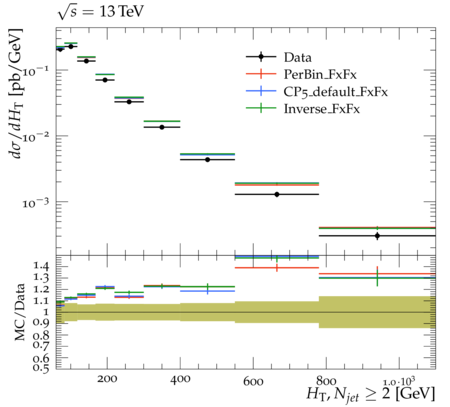 √s = 13 TeV
dσ/dH_T [pb/GeV]
10⁻¹
10⁻²
10⁻³
Data
PerBin_FxFx
CP5_default_FxFx
Inverse_FxFx
MC/Data
1.4
1.3
1.2
1.1
1
0.9
0.8
0.7
0.6
0.5
200 400 600 800 1.0·10³
H_T, N_jet ≥ 2 [GeV]